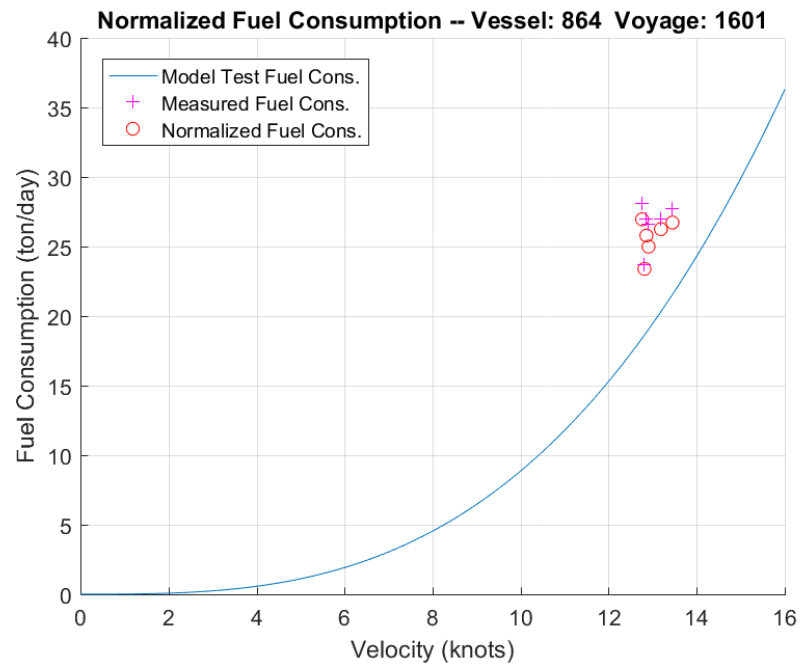 Normalized Fuel Consumption -- Vessel: 864  Voyage: 1601
40
35
30
25
20
15
10
5
0
Fuel Consumption (ton/day)
Model Test Fuel Cons.
Measured Fuel Cons.
Normalized Fuel Cons.
0 2 4 6 8 10 12 14 16
Velocity (knots)